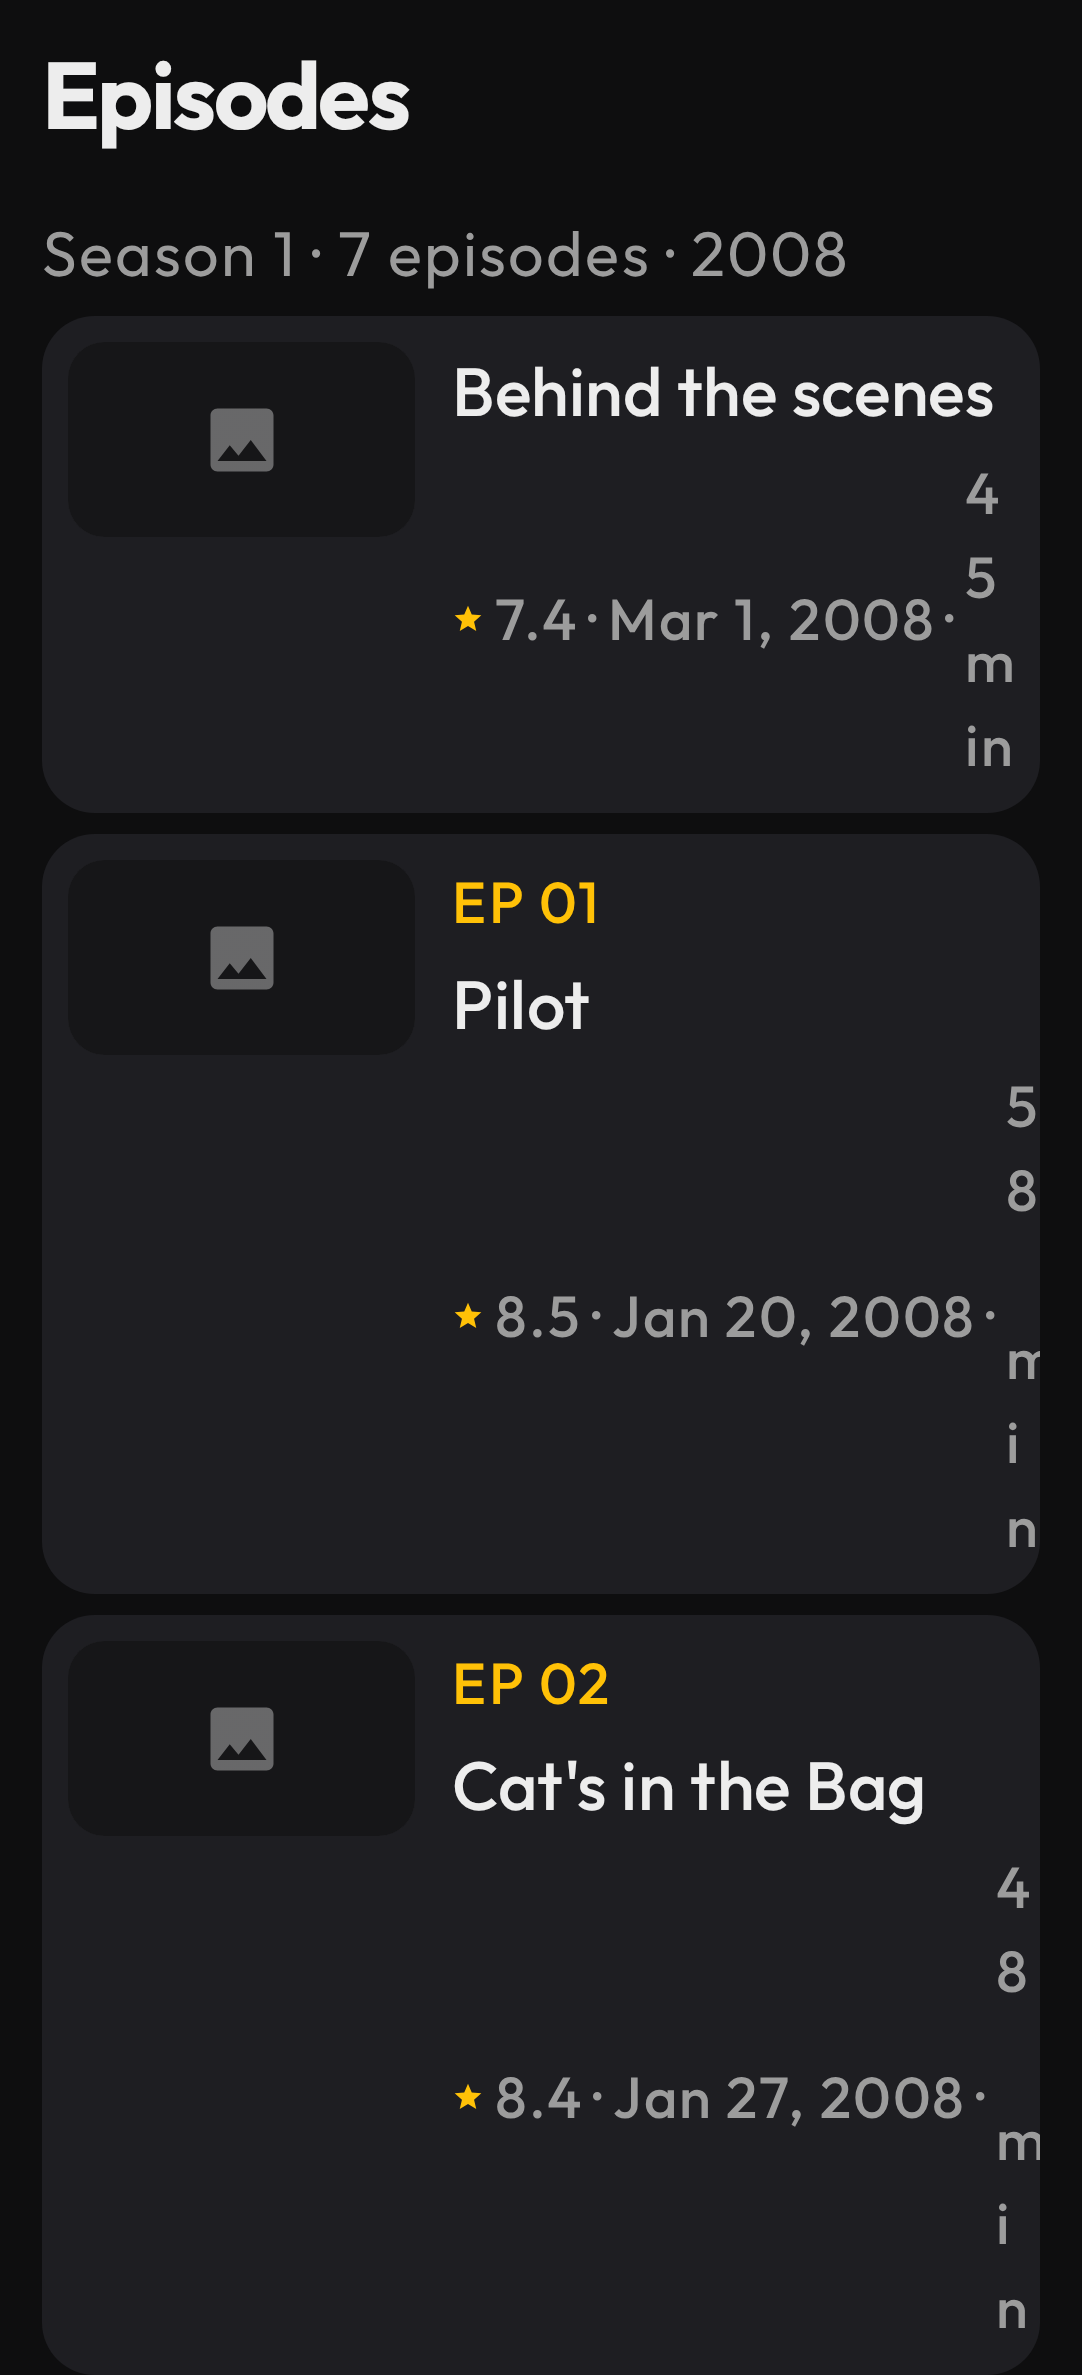 Episodes
Season 1 · 7 episodes · 2008
Behind the scenes
7.4 · Mar 1, 2008 ·
4
5
m
in
EP 01
Pilot
8.5 · Jan 20, 2008 ·
5
8
m
i
n
EP 02
Cat's in the Bag
8.4 · Jan 27, 2008 ·
4
8
m
i
n